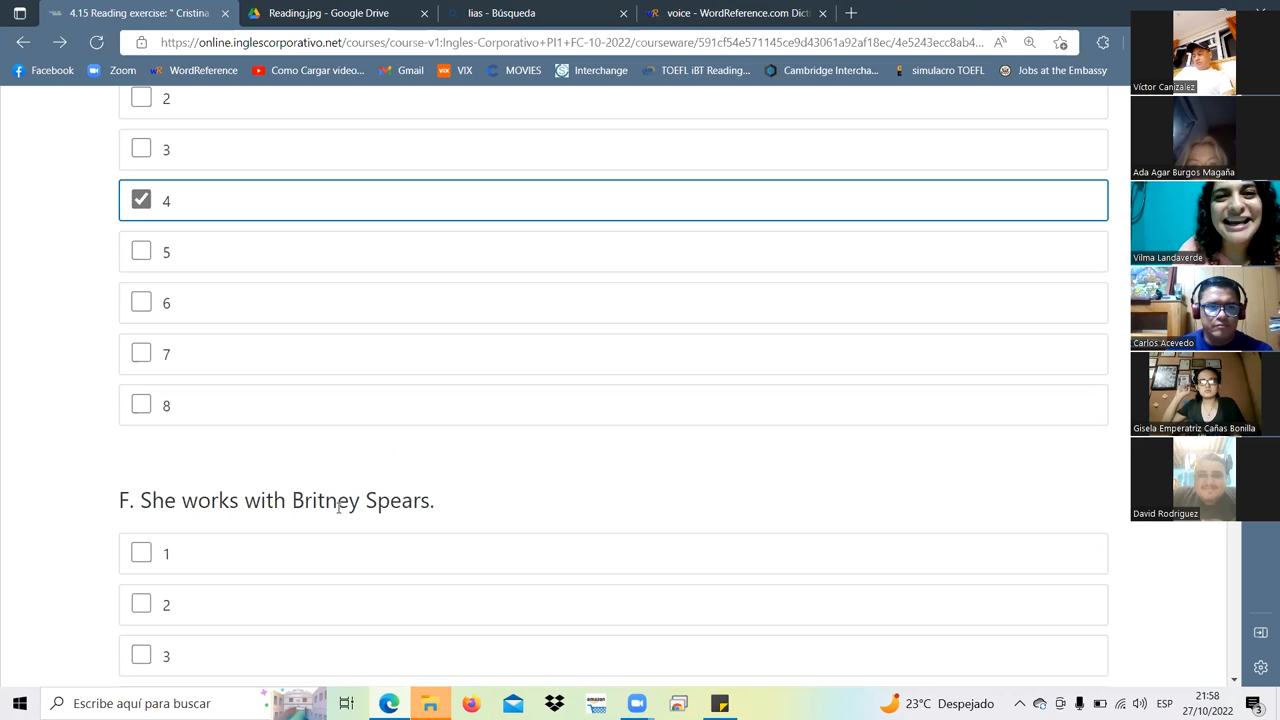 4.15 Reading exercise: " Cristina
Reading.jpg - Google Drive
lias - Búsqueda
voice - WordReference.com Dicti
https://online.inglescorporativo.net/courses/course-v1:Ingles-Corporativo+PI1+FC-10-2022/courseware/591cf54e571145ce9d43061a92af18ec/4e5243ecc8ab4...
Facebook
Zoom
WordReference
Como Cargar video...
Gmail
VIX
MOVIES
Interchange
TOEFL iBT Reading...
Cambridge Intercha...
simulacro TOEFL
Jobs at the Embassy
2
3
4
5
6
7
8
F. She works with Britney Spears.
1
2
3
Víctor Canizalez
Ada Agar Burgos Magaña
Vilma Landaverde
Carlos Acevedo
Gisela Emperatriz Cañas Bonilla
David Rodriguez
Escribe aquí para buscar
amazon
23°C Despejado
ESP
21:58
27/10/2022
3